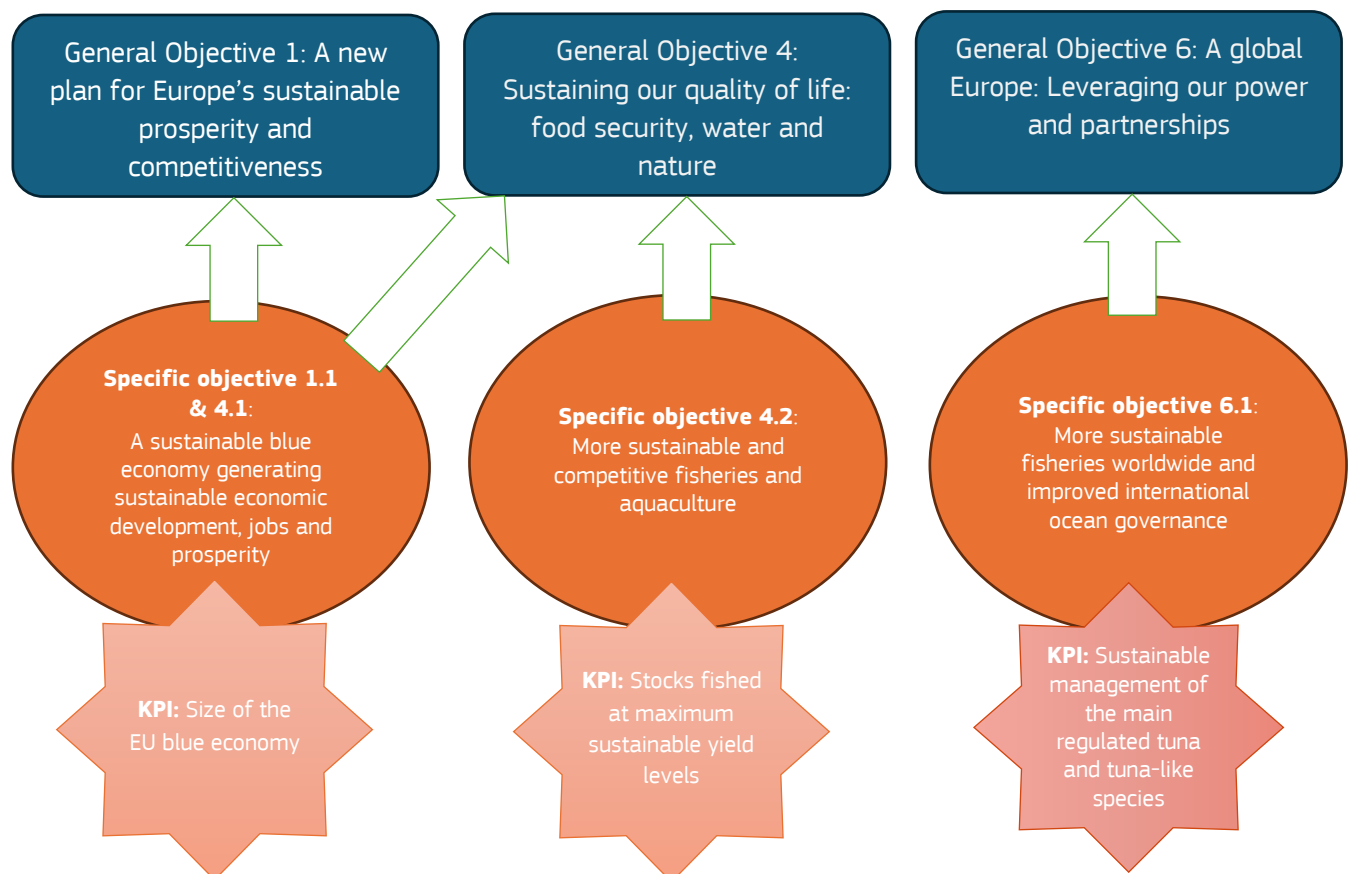 General Objective 1: A new
plan for Europe's sustainable
prosperity and
competitiveness
General Objective 4:
Sustaining our quality of life:
food security, water and
nature
General Objective 6: A global
Europe: Leveraging our power
and partnerships
Specific objective 1.1
& 4.1:
A sustainable blue
economy generating
sustainable economic
development, jobs and
prosperity
Specific objective 4.2:
More sustainable and
competitive fisheries and
aquaculture
Specific objective 6.1:
More sustainable
fisheries worldwide and
improved international
ocean governance
KPI: Size of the
EU blue economy
KPI: Stocks fished
at maximum
sustainable yield
levels
KPI: Sustainable
management of
the main
regulated tuna
and tuna-like
species